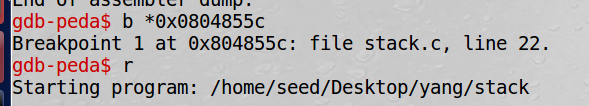 End of assembler dump.
gdb-peda$ b *0x0804855c
Breakpoint 1 at 0x804855c: file stack.c, line 22.
gdb-peda$ r
Starting program: /home/seed/Desktop/yang/stack